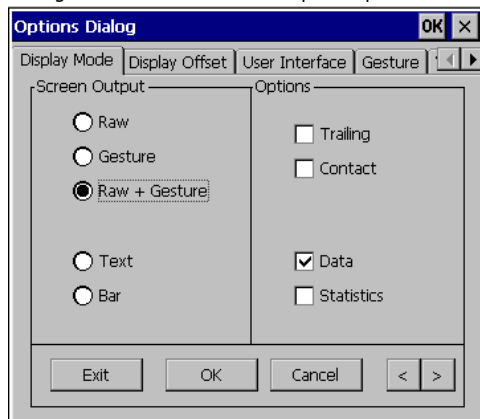 Options Dialog OK ×
Display Mode Display Offset User Interface Gesture
Screen Output Options
Raw
Gesture
Raw + Gesture
Trailing
Contact
Text
Bar
Data
Statistics
Exit OK Cancel < >